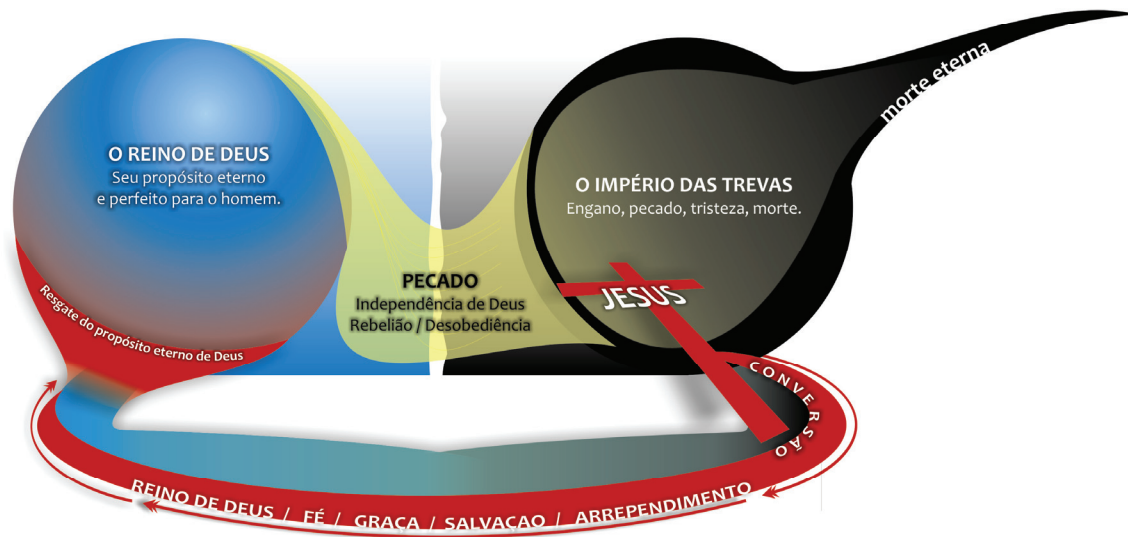 O REINO DE DEUS
Seu propósito eterno
e perfeito para o homem.
Resgate do propósito eterno de Deus
PECADO
Independência de Deus
Rebelião / Desobediência
O IMPÉRIO DAS TREVAS
Engano, pecado, tristeza, morte.
morte eterna
JESUS
CONVERSÃO
REINO DE DEUS / FÉ / GRAÇA / SALVAÇAO / ARREPENDIMENTO